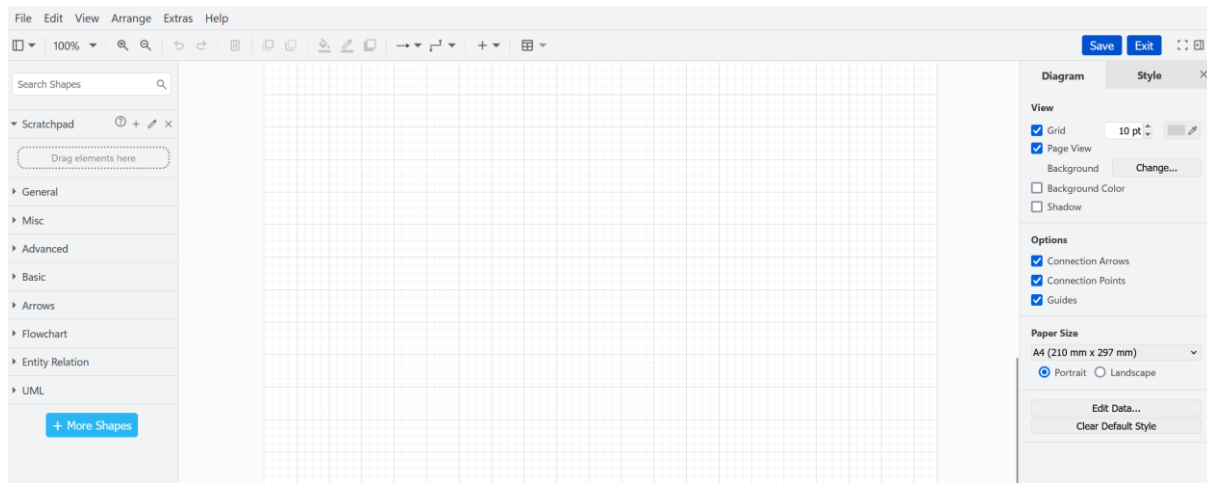 File Edit View Arrange Extras Help
100%
Save Exit
Search Shapes
Scratchpad
Drag elements here
General
Misc
Advanced
Basic
Arrows
Flowchart
Entity Relation
UML
+ More Shapes
Diagram Style
View
Grid 10 pt
Page View
Background Change...
Background Color
Shadow
Options
Connection Arrows
Connection Points
Guides
Paper Size
A4 (210 mm x 297 mm)
Portrait Landscape
Edit Data...
Clear Default Style